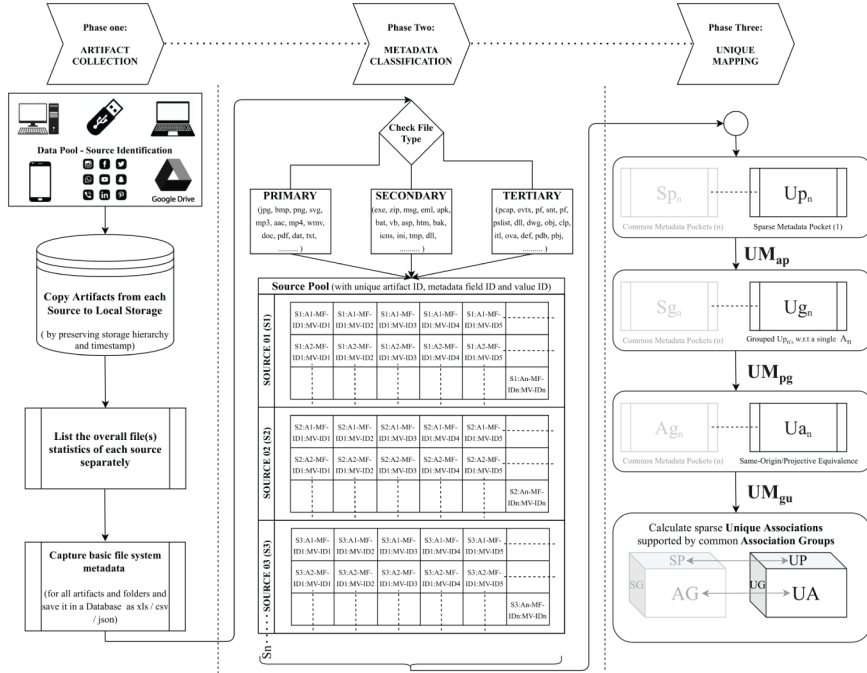 Phase one:
ARTIFACT
COLLECTION
Phase Two:
METADATA
CLASSIFICATION
Phase Three:
UNIQUE
MAPPING
Data Pool - Source Identification
Google Drive
Copy Artifacts from each
Source to Local Storage
( by preserving storage hierarchy
and timestamp)
List the overall file(s)
statistics of each source
separately
Capture basic file system
metadata
(for all artifacts and folders and
save it in a Database as xls / csv
/ json)
Check File
Type
PRIMARY
(jpg, bmp, png, svg,
mp3, aac, mp4, wmv,
doc, pdf, dat, txt,
.......... )
SECONDARY
(exe, zip, msg, eml, apk,
bat, vb, asp, htm, bak,
icns, ini, tmp, dll,
.......... )
TERTIARY
(pcap, evtx, pf, snt, pf,
pslist, dll, dwg, obj, clp,
itl, ova, def, pdb, pbj,
.......... )
Source Pool (with unique artifact ID, metadata field ID and value ID)
SOURCE 01 (S1)
S1:A1-MF- S1:A1-MF- S1:A1-MF- S1:A1-MF- S1:A1-MF-
ID1:MV-ID1 ID1:MV-ID2 ID1:MV-ID3 ID1:MV-ID4 ID1:MV-ID5
S1:A2-MF- S1:A2-MF- S1:A2-MF- S1:A2-MF- S1:A2-MF-
ID1:MV-ID1 ID1:MV-ID2 ID1:MV-ID3 ID1:MV-ID4 ID1:MV-ID5
S1:An-MF-
IDn:MV-IDn
SOURCE 02 (S2)
S2:A1-MF- S2:A1-MF- S2:A1-MF- S2:A1-MF- S2:A1-MF-
ID1:MV-ID1 ID1:MV-ID2 ID1:MV-ID3 ID1:MV-ID4 ID1:MV-ID5
S2:A2-MF- S2:A2-MF- S2:A2-MF- S2:A2-MF- S2:A2-MF-
ID1:MV-ID1 ID1:MV-ID2 ID1:MV-ID3 ID1:MV-ID4 ID1:MV-ID5
S2:An-MF-
IDn:MV-IDn
SOURCE 03 (S3)
S3:A1-MF- S3:A1-MF- S3:A1-MF- S3:A1-MF- S3:A1-MF-
ID1:MV-ID1 ID1:MV-ID2 ID1:MV-ID3 ID1:MV-ID4 ID1:MV-ID5
S3:A2-MF- S3:A2-MF- S3:A2-MF- S3:A2-MF- S3:A2-MF-
ID1:MV-ID1 ID1:MV-ID2 ID1:MV-ID3 ID1:MV-ID4 ID1:MV-ID5
S3:An-MF-
IDn:MV-IDn
Sn
Spn Upn
Common Metadata Pockets (n) Sparse Metadata Pocket (1)
UMap
Sgn Ugn
Common Metadata Pockets (n) Grouped Upn's w.r.t a single An
UMpg
Agn Uan
Common Metadata Pockets (n) Same-Origin/Projective Equivalence
UMgu
Calculate sparse Unique Associations
supported by common Association Groups
SP UP
SG AG UG UA